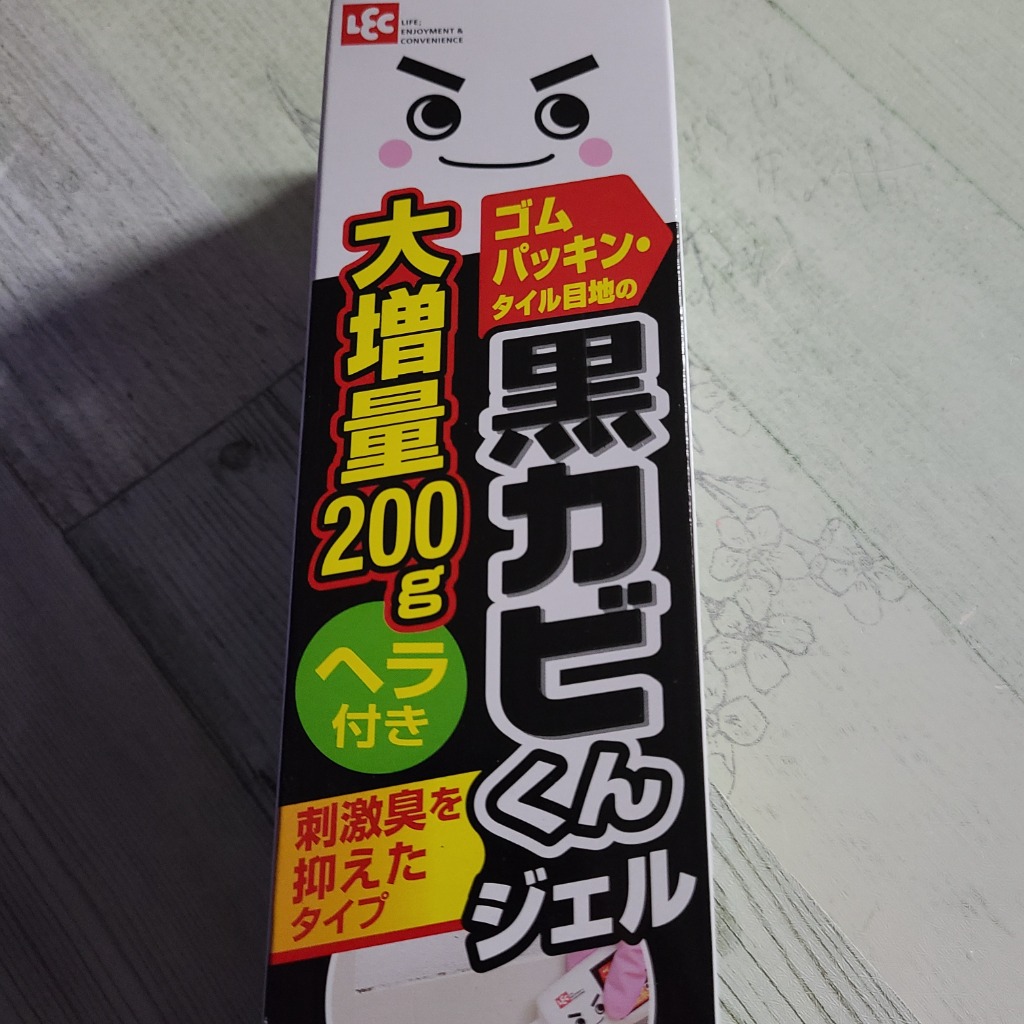 LEC
LIFE;
ENJOYMENT &
CONVENIENCE
ゴム
パッキン・
タイル目地の
黒カビ
くん
ジェル
大増量
200
g
ヘラ
付き
刺激臭を
抑えた
タイプ
LEC